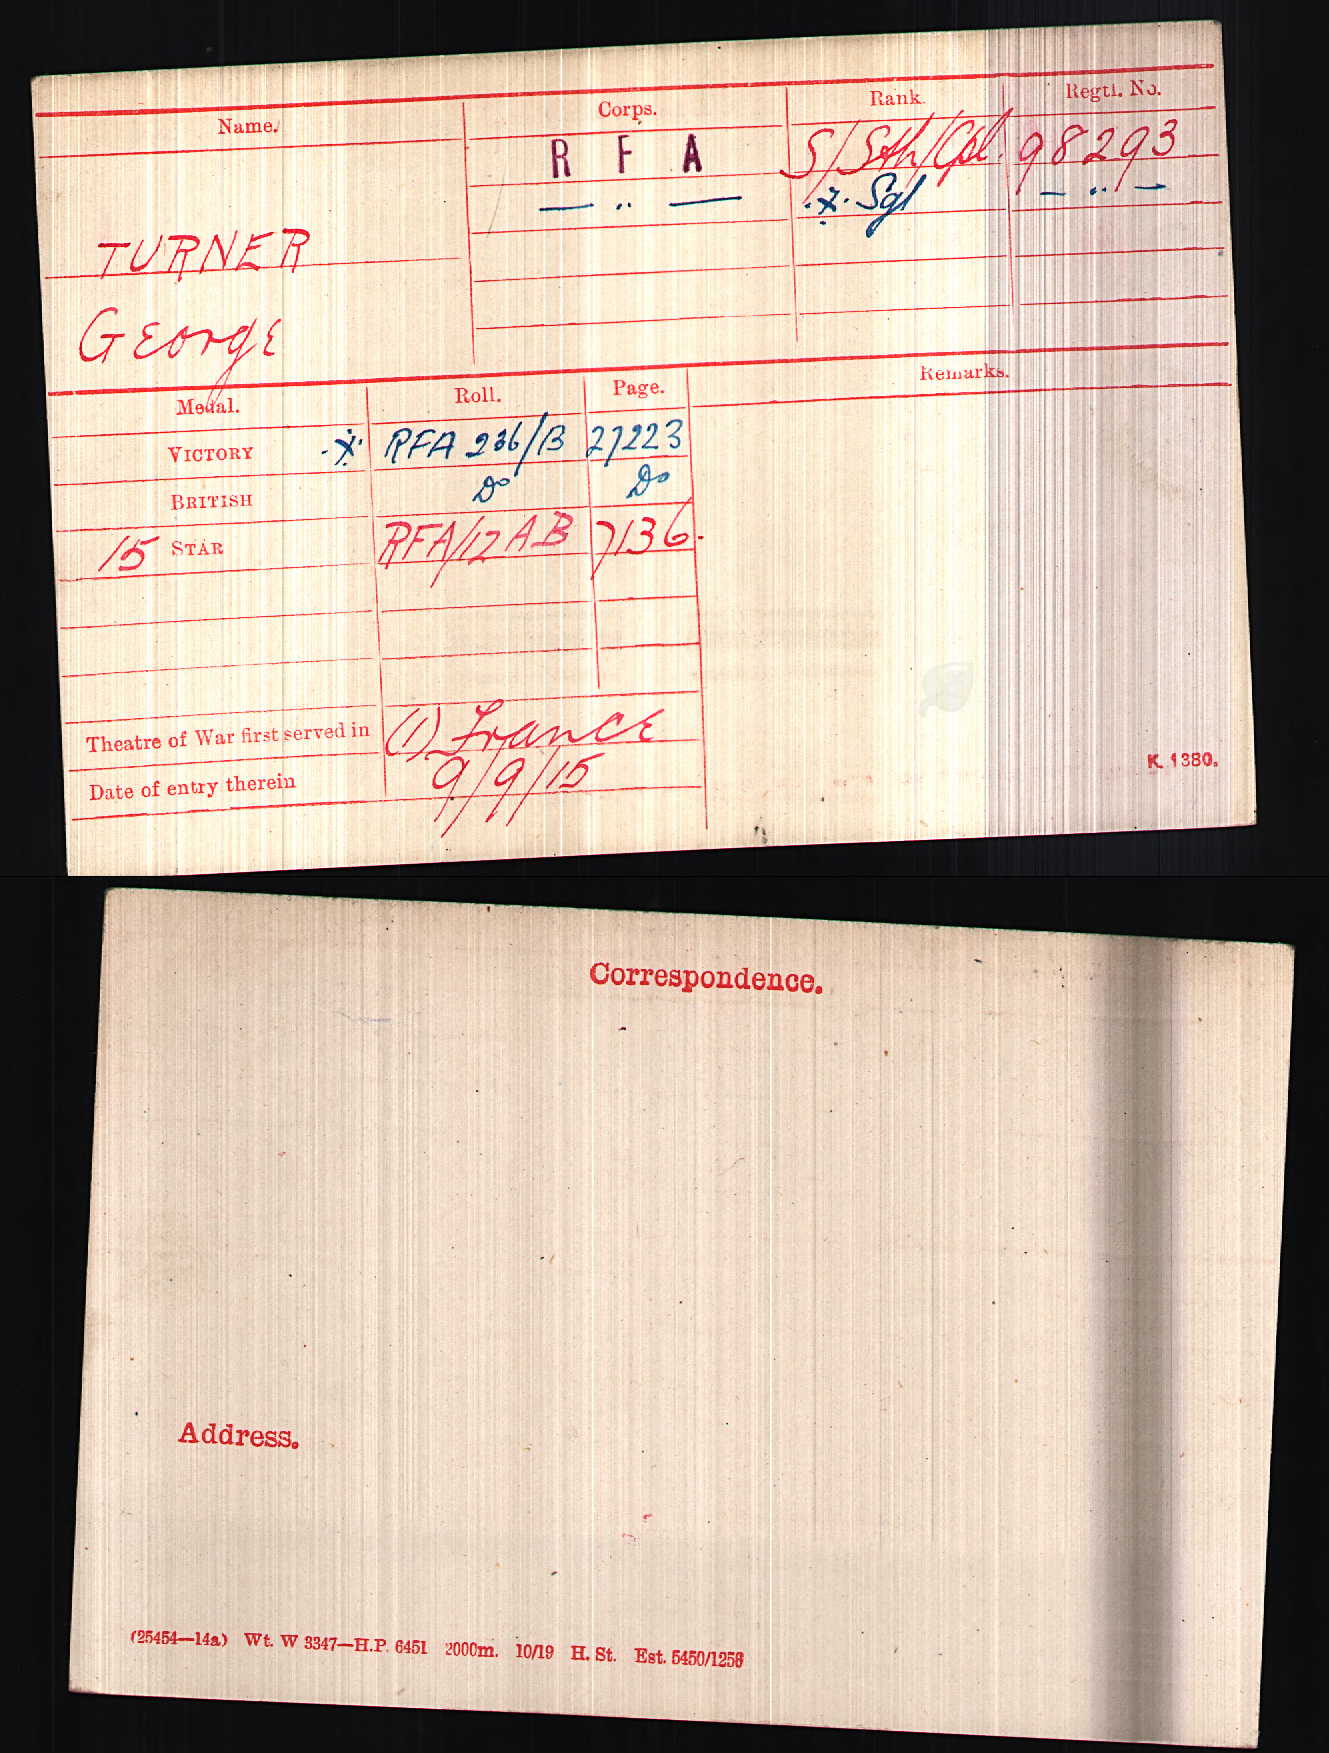 Name. Corps. Rank. Regtl. No.
R F A S/Sth/Cpl. 98293
— .. — .x. Sgt — .. —
TURNER
George
Medal. Roll. Page. Remarks.
VICTORY .x. RFA 236/B 27223
BRITISH Do Do
15 STAR RFA/12 AB 7136.
Theatre of War first served in (1) France
Date of entry therein 9/9/15
K. 1380.
Correspondence.
Address.
(25454—14a) Wt. W 3347—H.P. 6451 2000m. 10/19 H. St. Est. 5450/1258